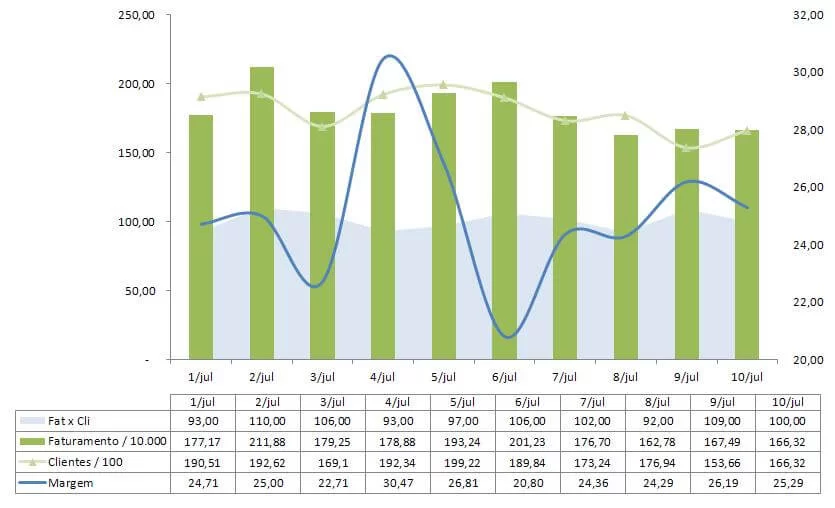 250,00 32,00
200,00 30,00
150,00 28,00
100,00 26,00
50,00 24,00
- 22,00
20,00
1/jul 2/jul 3/jul 4/jul 5/jul 6/jul 7/jul 8/jul 9/jul 10/jul
1/jul 2/jul 3/jul 4/jul 5/jul 6/jul 7/jul 8/jul 9/jul 10/jul
Fat x Cli 93,00 110,00 106,00 93,00 97,00 106,00 102,00 92,00 109,00 100,00
Faturamento / 10.000 177,17 211,88 179,25 178,88 193,24 201,23 176,70 162,78 167,49 166,32
Clientes / 100 190,51 192,62 169,1 192,34 199,22 189,84 173,24 176,94 153,66 166,32
Margem 24,71 25,00 22,71 30,47 26,81 20,80 24,36 24,29 26,19 25,29